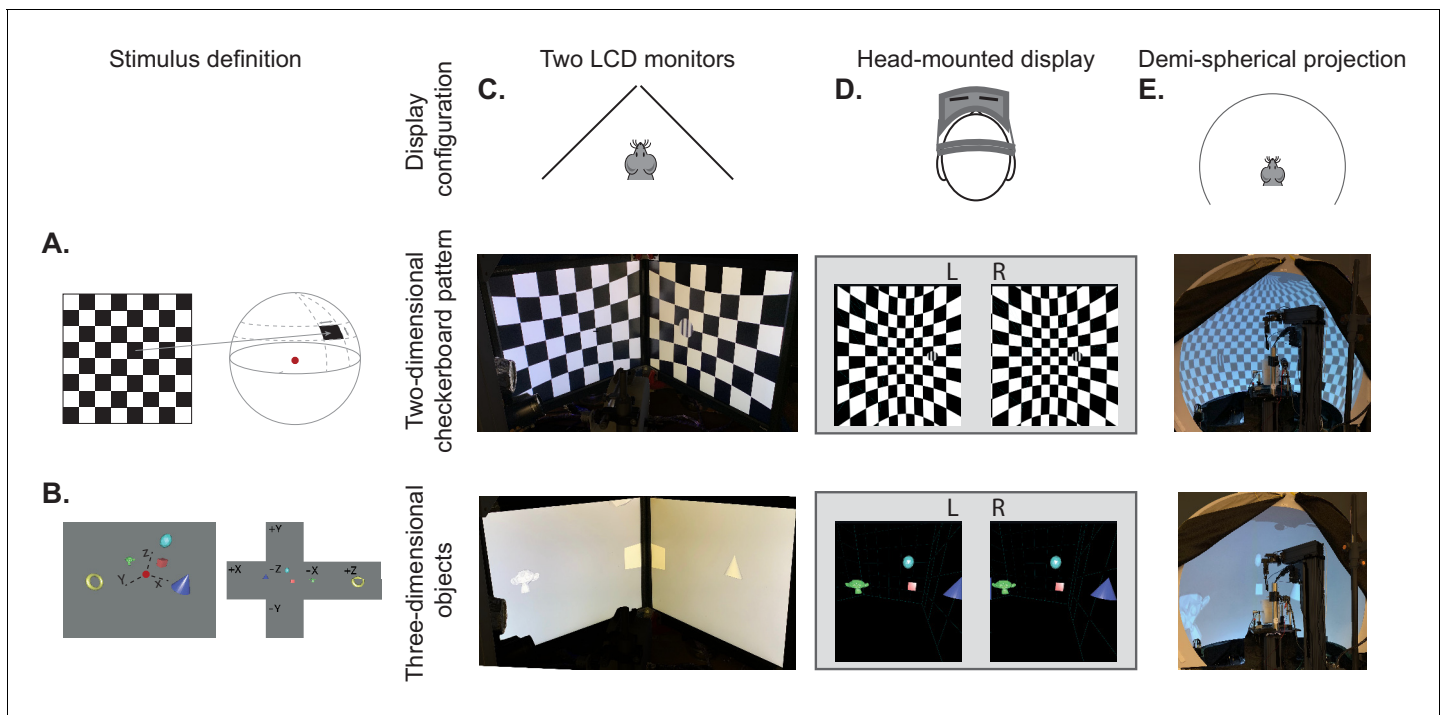 Stimulus definition
Display
configuration
Two LCD monitors
C.
Head-mounted display
D.
Demi-spherical projection
E.
A.
Two-dimensional
checkerboard pattern
L R
B.
Z
Y
X
+Y
+X -Z -X +Z
-Y
Three-dimensional
objects
L R